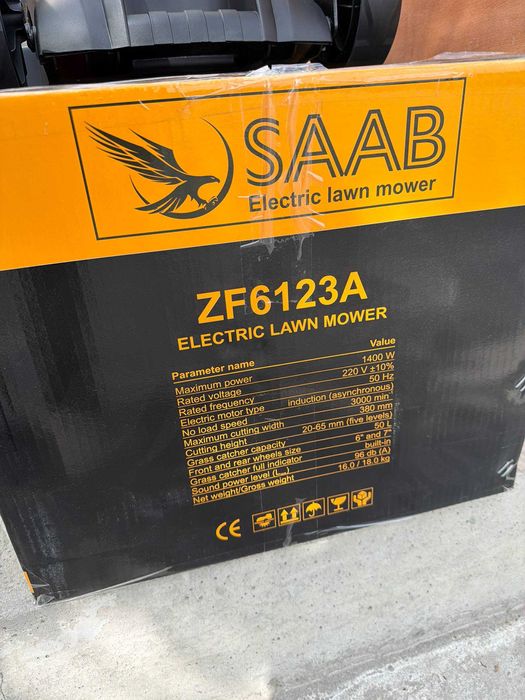 SAAB
Electric lawn mower
ZF6123A
ELECTRIC LAWN MOWER
Parameter name Value
Maximum power 1400 W
Rated voltage 220 V ±10%
Rated frequency 50 Hz
Electric motor type induction (asynchronous)
No load speed 3000 min⁻
Maximum cutting width 380 mm
Cutting height 20-65 mm (five levels)
Grass catcher capacity 50 L
Front and rear wheels size 6" and 7"
Grass catcher full indicator built-in
Sound power level 96 db (A)
Net weight/Gross weight 16.0 / 18.0 kg
CE